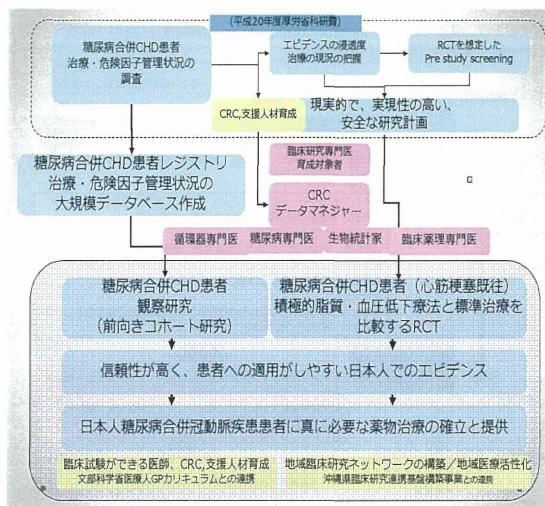 (平成20年度厚労省科研費)
糖尿病合併CHD患者
治療・危険因子管理状況の
調査
エビデンスの浸透度
治療の現況の把握
RCTを想定した
Pre study screening
CRC,支援人材育成
現実的で、実現性の高い、
安全な研究計画
糖尿病合併CHD患者レジストリ
治療・危険因子管理状況の
大規模データベース作成
臨床研究専門医
育成対象者
CRC
データマネジャー
循環器専門医
糖尿病専門医
生物統計家
臨床薬理専門医
糖尿病合併CHD患者
観察研究
(前向きコホート研究)
糖尿病合併CHD患者(心筋梗塞既往)
積極的脂質・血圧低下療法と標準治療を
比較するRCT
信頼性が高く、患者への適用がしやすい日本人でのエビデンス
日本人糖尿病合併冠動脈疾患患者に真に必要な薬物治療の確立と提供
臨床試験ができる医師、CRC,支援人材育成
文部科学省医療人GPカリキュラムとの連携
地域臨床研究ネットワークの構築/地域医療活性化
沖縄県臨床研究連携基盤構築事業との連携